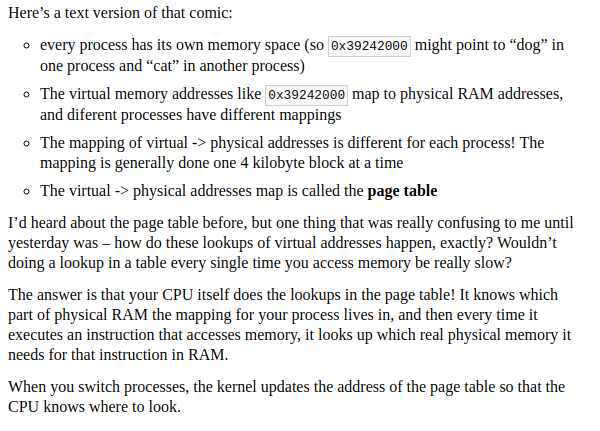 Here’s a text version of that comic:
every process has its own memory space (so 0x39242000 might point to “dog” in
one process and “cat” in another process)
The virtual memory addresses like 0x39242000 map to physical RAM addresses,
and diferent processes have different mappings
The mapping of virtual -> physical addresses is different for each process! The
mapping is generally done one 4 kilobyte block at a time
The virtual -> physical addresses map is called the page table
I’d heard about the page table before, but one thing that was really confusing to me until
yesterday was – how do these lookups of virtual addresses happen, exactly? Wouldn’t
doing a lookup in a table every single time you access memory be really slow?
The answer is that your CPU itself does the lookups in the page table! It knows which
part of physical RAM the mapping for your process lives in, and then every time it
executes an instruction that accesses memory, it looks up which real physical memory it
needs for that instruction in RAM.
When you switch processes, the kernel updates the address of the page table so that the
CPU knows where to look.